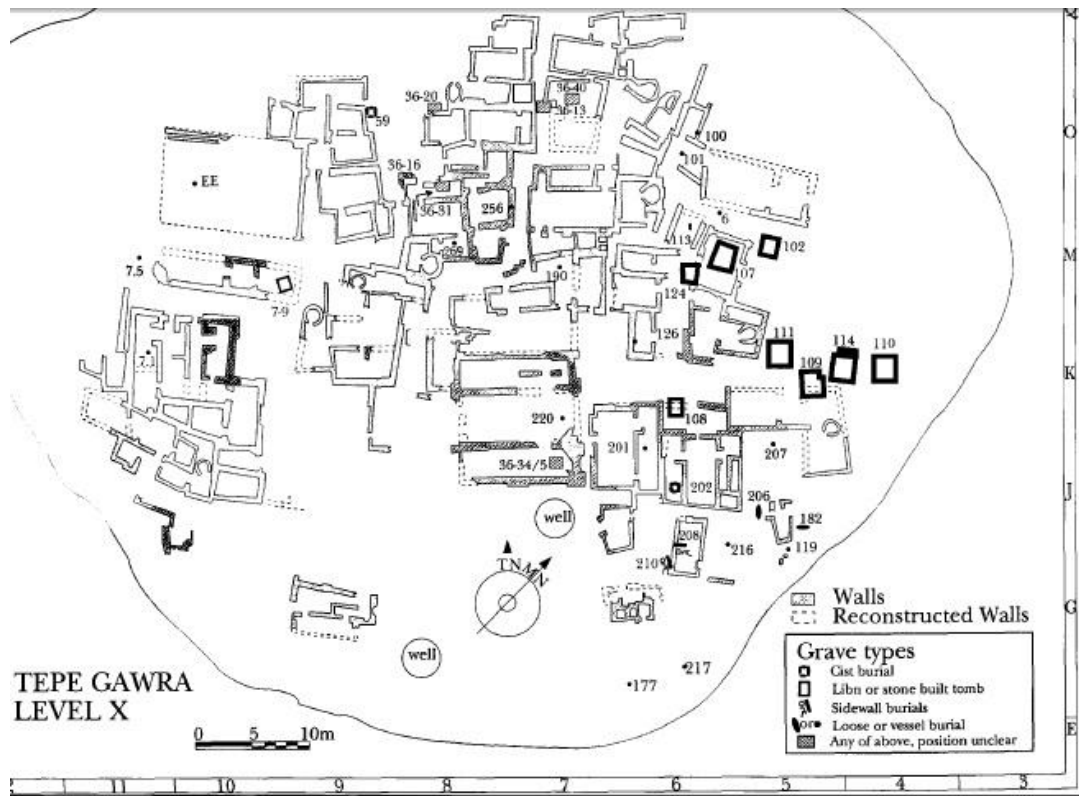 36-40
36-20
36-13
59
O
100
101
36-16
EE
36-31
256
6
113
102
M
7.5
190
107
124
7-9
126
111
114
110
7.1
109
K
108
220
201
207
36-34/5
202
206
J
well
182
208
216
119
210
TN MN
Walls
G
Reconstructed Walls
well
Grave types
217
Cist burial
TEPE GAWRA
177
Libn or stone built tomb
LEVEL X
Sidewall burials
or
Loose or vessel burial
E
0 5 10m
Any of above, position unclear
11 10 9 8 7 6 5 4 3